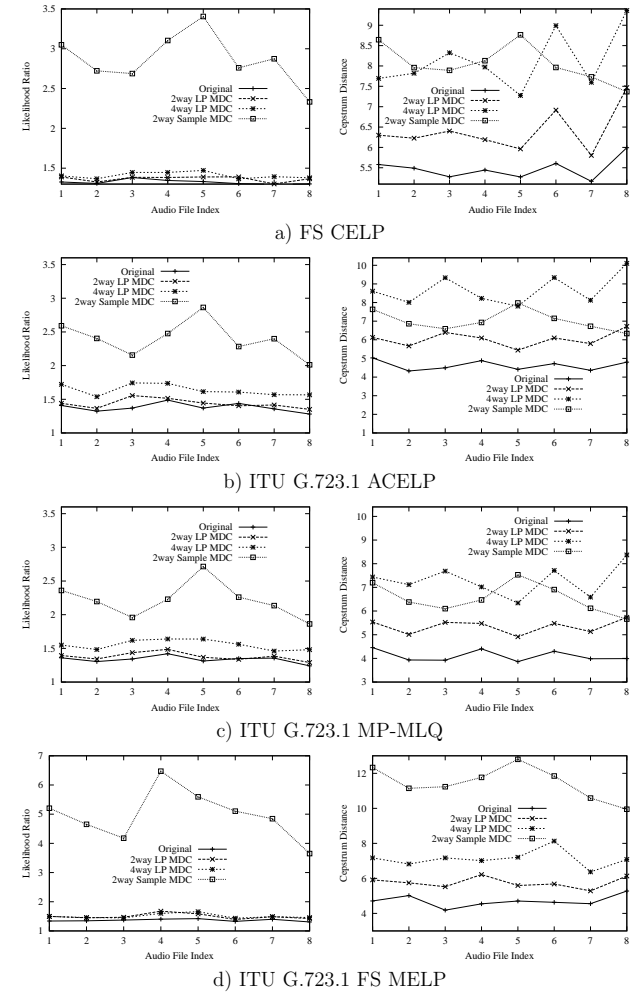 3.5
3
2.5
2
1.5
Likelihood Ratio
Original
2way LP MDC
4way LP MDC
2way Sample MDC
1 2 3 4 5 6 7 8
Audio File Index
9
8.5
8
7.5
7
6.5
6
5.5
Cepstrum Distance
Original
2way LP MDC
4way LP MDC
2way Sample MDC
1 2 3 4 5 6 7 8
Audio File Index
a) FS CELP
3.5
3
2.5
2
1.5
1
Likelihood Ratio
Original
2way LP MDC
4way LP MDC
2way Sample MDC
1 2 3 4 5 6 7 8
Audio File Index
10
9
8
7
6
5
4
3
2
1
Cepstrum Distance
Original
2way LP MDC
4way LP MDC
2way Sample MDC
1 2 3 4 5 6 7 8
Audio File Index
b) ITU G.723.1 ACELP
3.5
3
2.5
2
1.5
1
Likelihood Ratio
Original
2way LP MDC
4way LP MDC
2way Sample MDC
1 2 3 4 5 6 7 8
Audio File Index
10
9
8
7
6
5
4
3
Cepstrum Distance
Original
2way LP MDC
4way LP MDC
2way Sample MDC
1 2 3 4 5 6 7 8
Audio File Index
c) ITU G.723.1 MP-MLQ
7
6
5
4
3
2
1
Likelihood Ratio
Original
2way LP MDC
4way LP MDC
2way Sample MDC
1 2 3 4 5 6 7 8
Audio File Index
12
10
8
6
4
Cepstrum Distance
Original
2way LP MDC
4way LP MDC
2way Sample MDC
1 2 3 4 5 6 7 8
Audio File Index
d) ITU G.723.1 FS MELP